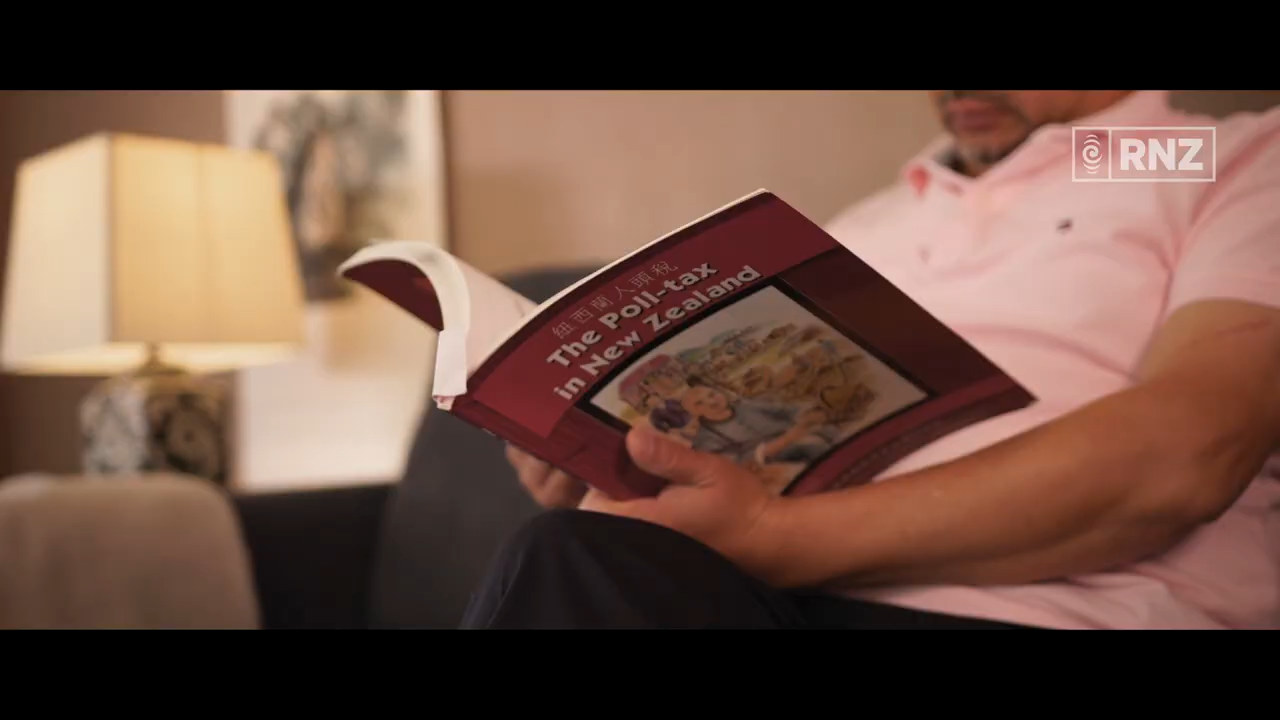 紐西蘭人頭稅
The Poll-tax
in New Zealand
RNZ